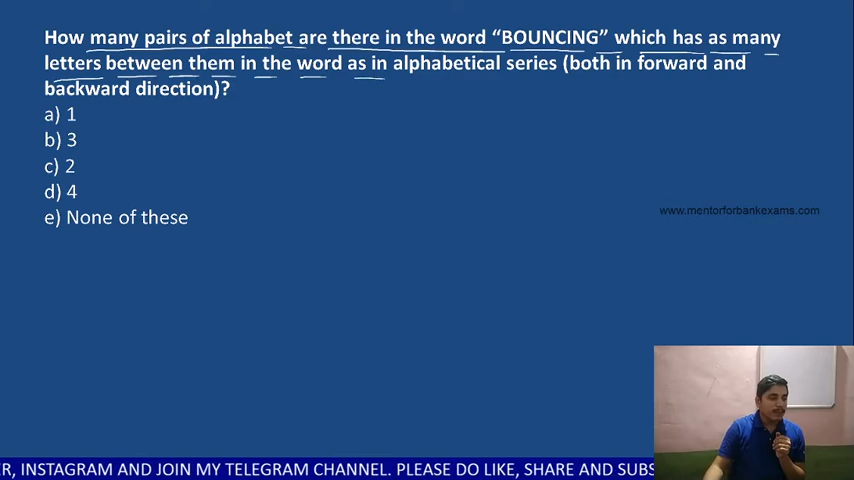 How many pairs of alphabet are there in the word “BOUNCING” which has as many
letters between them in the word as in alphabetical series (both in forward and
backward direction)?
a) 1
b) 3
c) 2
d) 4
e) None of these
www.mentorforbankexams.com
ER, INSTAGRAM AND JOIN MY TELEGRAM CHANNEL. PLEASE DO LIKE, SHARE AND SUBS